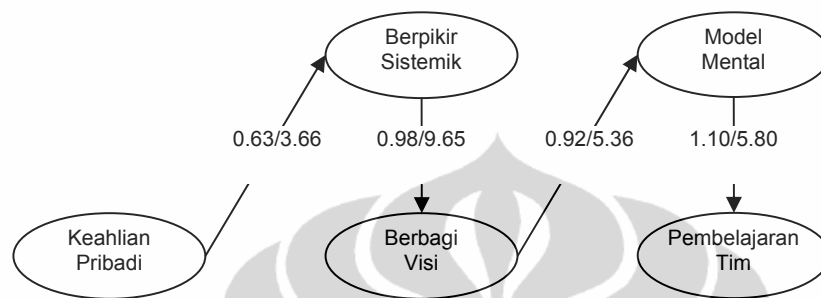 Berpikir
Sistemik
Model
Mental
0.63/3.66
0.98/9.65
0.92/5.36
1.10/5.80
Keahlian
Pribadi
Berbagi
Visi
Pembelajaran
Tim